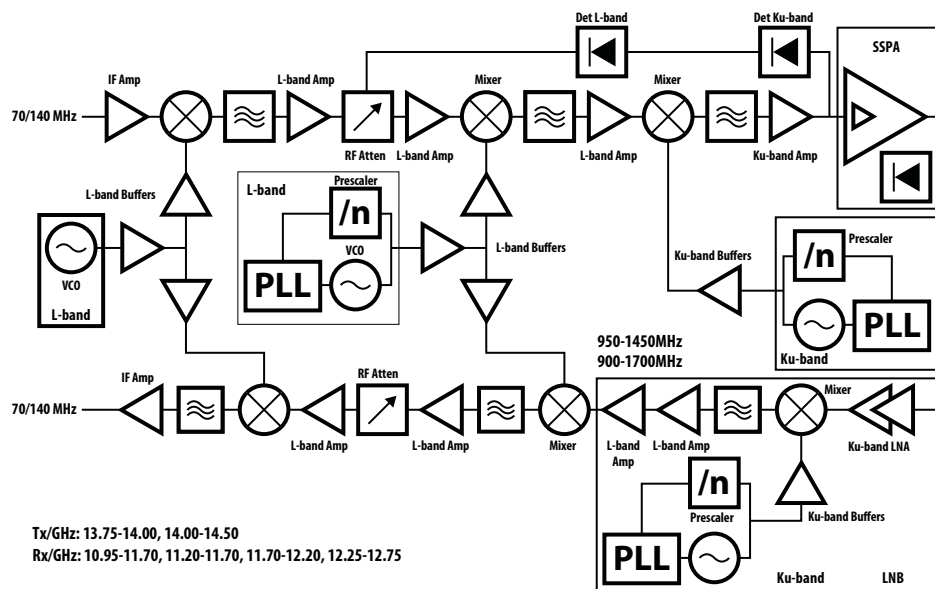 Det L-band
Det Ku-band
SSPA
IF Amp
L-band Amp
Mixer
Mixer
70/140 MHz
RF Atten
L-band Amp
L-band Amp
Ku-band Amp
L-band Buffers
L-band
Prescaler
/n
VCO
PLL
L-band Buffers
VCO
L-band
Ku-band Buffers
Prescaler
/n
PLL
Ku-band
950-1450MHz
900-1700MHz
IF Amp
RF Atten
Mixer
70/140 MHz
L-band Amp
L-band Amp
Mixer
L-band
Amp
L-band Amp
Ku-band LNA
/n
Prescaler
Ku-band Buffers
PLL
Ku-band
LNB
Tx/GHz: 13.75-14.00, 14.00-14.50
Rx/GHz: 10.95-11.70, 11.20-11.70, 11.70-12.20, 12.25-12.75